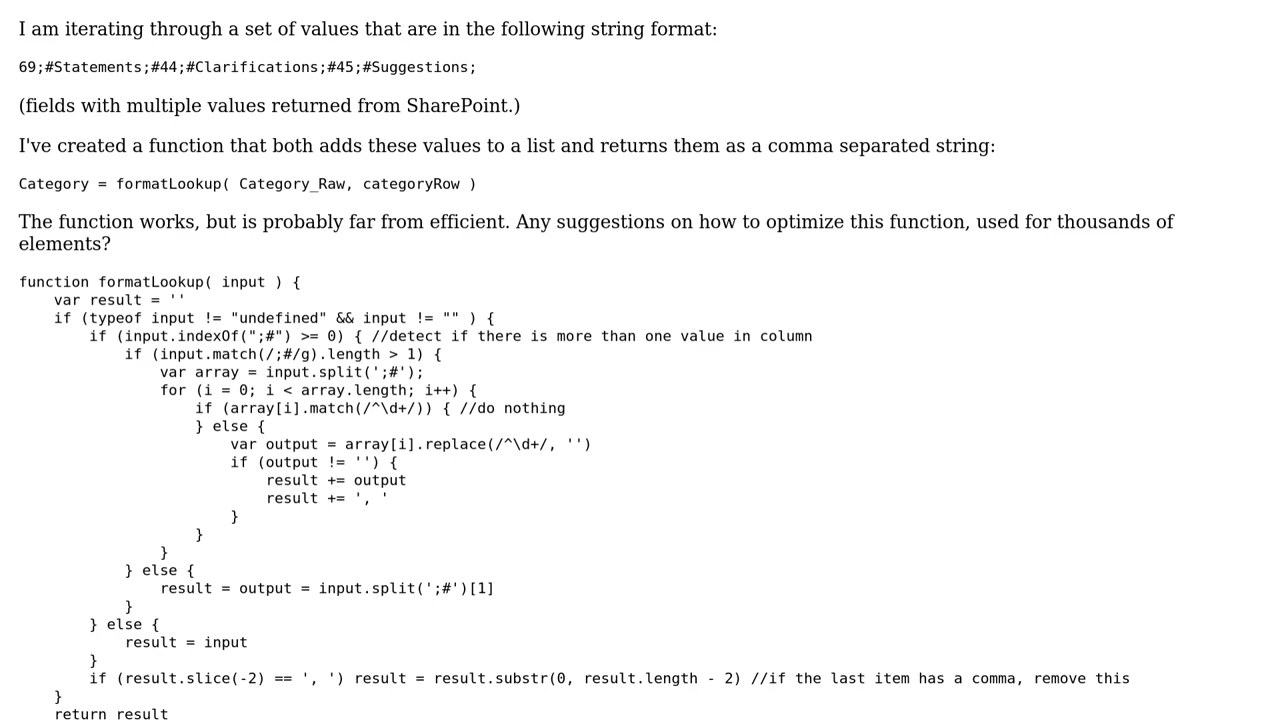 I am iterating through a set of values that are in the following string format:
69;#Statements;#44;#Clarifications;#45;#Suggestions;
(fields with multiple values returned from SharePoint.)
I've created a function that both adds these values to a list and returns them as a comma separated string:
Category = formatLookup( Category_Raw, categoryRow )
The function works, but is probably far from efficient. Any suggestions on how to optimize this function, used for thousands of
elements?
function formatLookup( input ) {
    var result = ''
    if (typeof input != "undefined" && input != "" ) {
        if (input.indexOf(";#") >= 0) { //detect if there is more than one value in column
            if (input.match(/;#/g).length > 1) {
                var array = input.split(';#');
                for (i = 0; i < array.length; i++) {
                    if (array[i].match(/^\d+/)) { //do nothing
                    } else {
                        var output = array[i].replace(/^\d+/, '')
                        if (output != '') {
                            result += output
                            result += ', '
                        }
                    }
                }
            } else {
                result = output = input.split(';#')[1]
            }
        } else {
            result = input
        }
        if (result.slice(-2) == ', ') result = result.substr(0, result.length - 2) //if the last item has a comma, remove this
    }
    return result